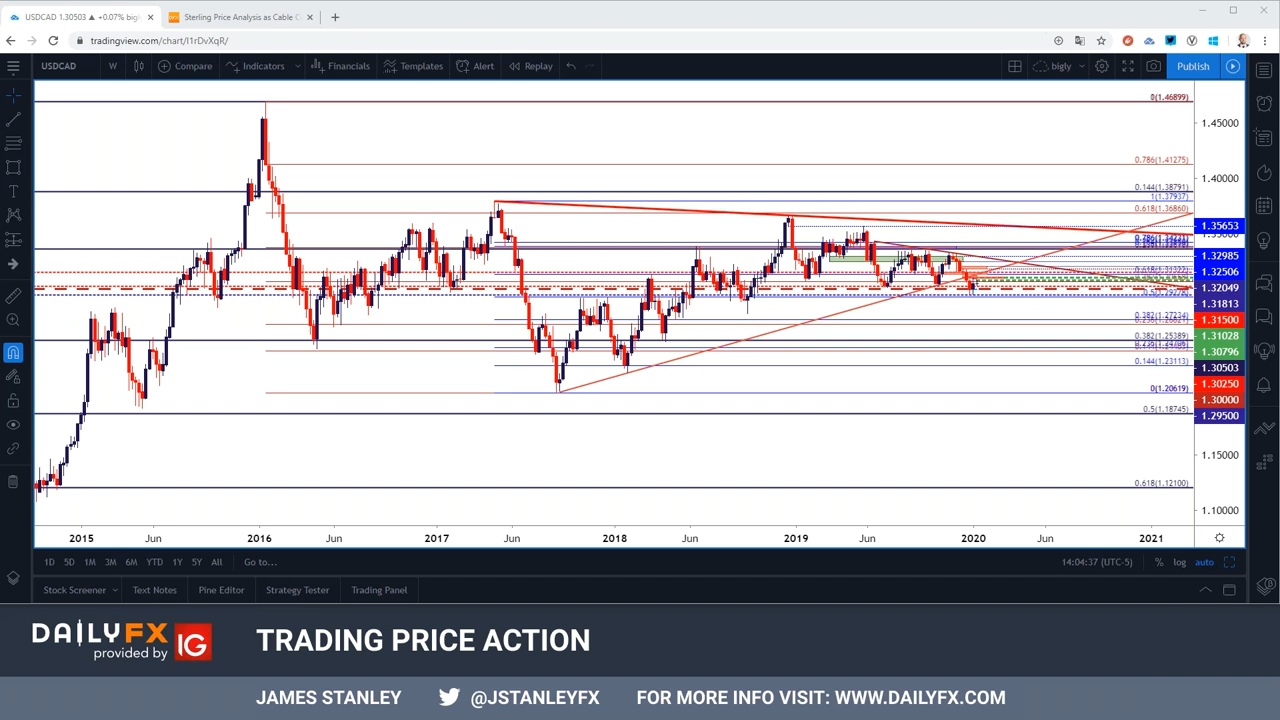 USDCAD 1.30503 ▲ +0.07% bigly
Sterling Price Analysis as Cable C
tradingview.com/chart/I1rDvXqR/
USDCAD W Compare Indicators Financials Templates Alert Replay bigly Publish
0(1.46899)
1.45000
0.786(1.41275)
1.40000
0.144(1.38791)
1(1.37937)
0.618(1.36860)
1.35653
1.32985
1.32506
1.32049
1.31813
0.382(1.27234)
1.31500
0.382(1.25389)
1.31028
1.30796
0.144(1.23113)
1.30503
0(1.20619)
1.30250
1.30000
0.5(1.18745)
1.29500
1.15000
0.618(1.12100)
1.10000
2015 Jun 2016 Jun 2017 Jun 2018 Jun 2019 Jun 2020 Jun 2021
1D 5D 1M 3M 6M YTD 1Y 5Y All Go to... 14:04:37 (UTC-5) % log auto
Stock Screener Text Notes Pine Editor Strategy Tester Trading Panel
DAILYFX
provided by IG
TRADING PRICE ACTION
JAMES STANLEY @JSTANLEYFX FOR MORE INFO VISIT: WWW.DAILYFX.COM